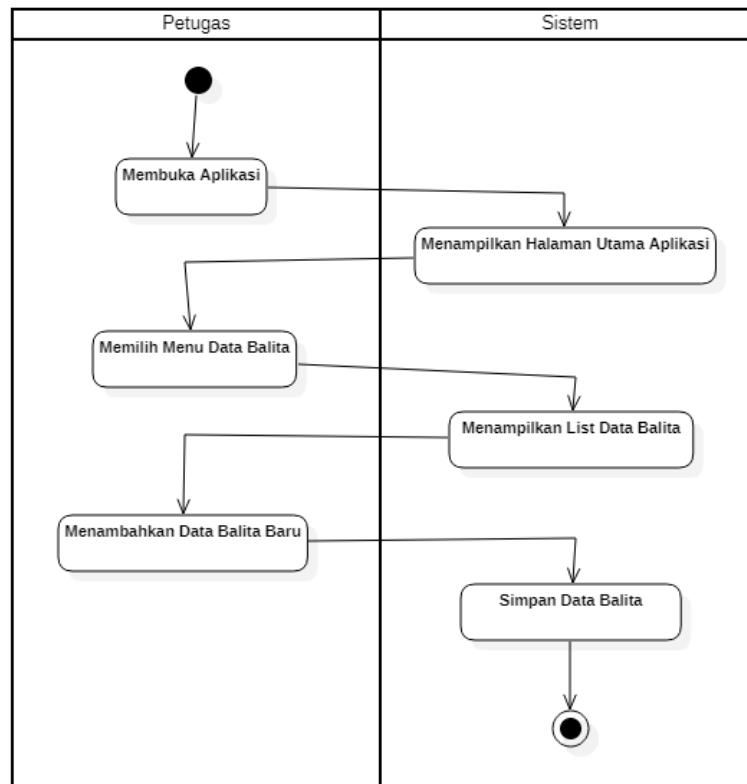 Petugas
Sistem
Membuka Aplikasi
Menampilkan Halaman Utama Aplikasi
Memilih Menu Data Balita
Menampilkan List Data Balita
Menambahkan Data Balita Baru
Simpan Data Balita